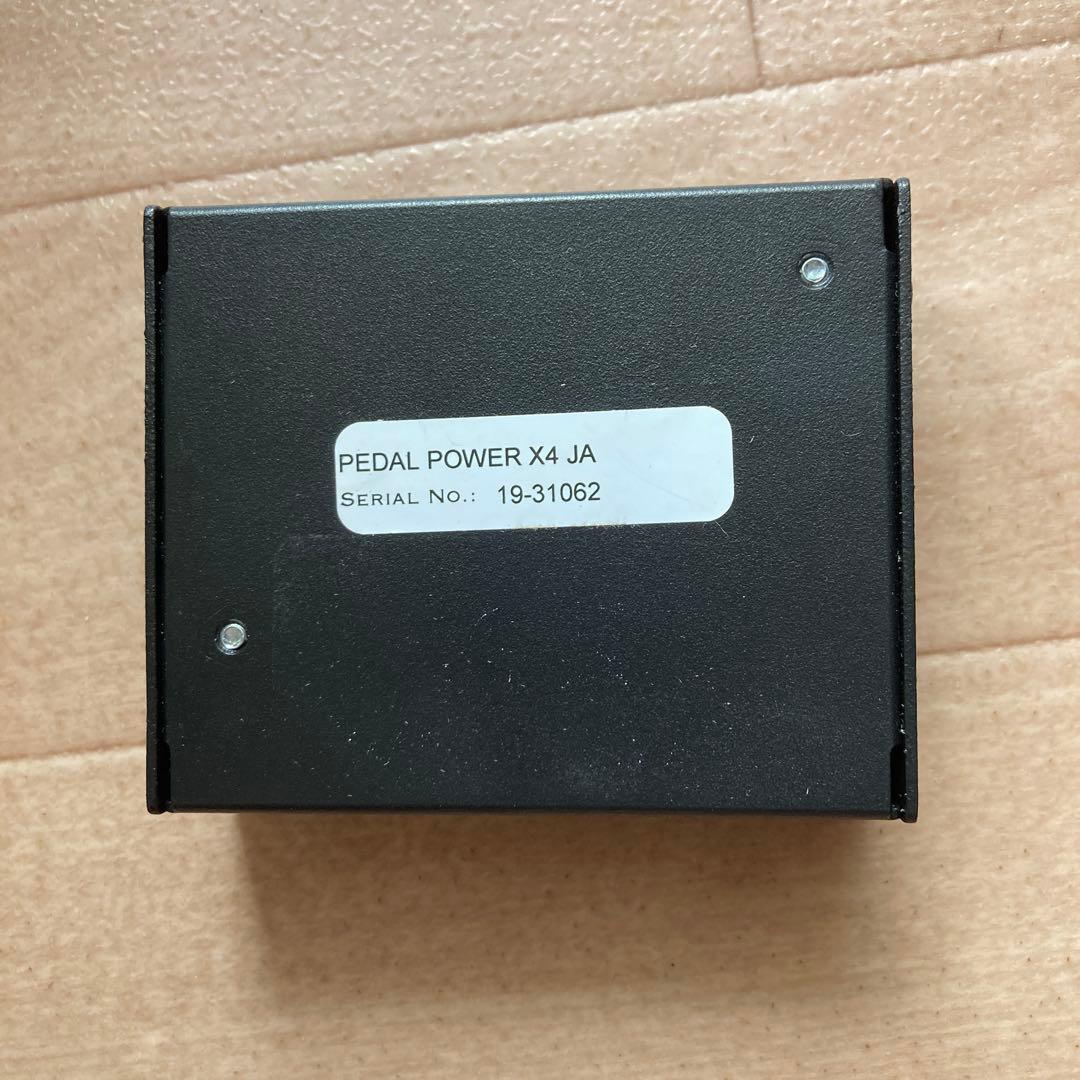 PEDAL POWER X4 JA
SERIAL NO.: 19-31062